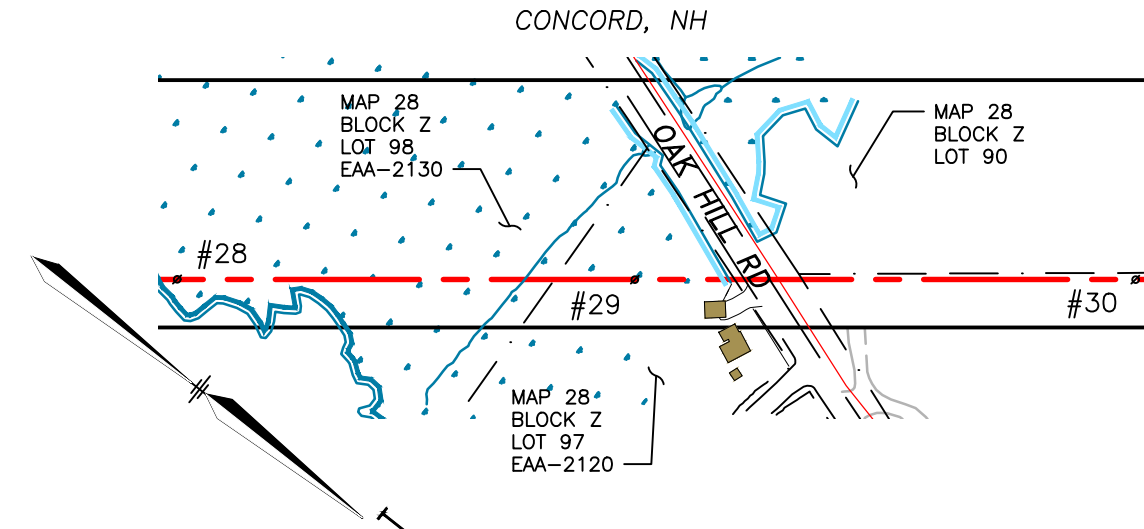 CONCORD, NH
MAP 28
BLOCK Z
LOT 98
EAA-2130
OAK HILL RD
MAP 28
BLOCK Z
LOT 90
#28
#29
#30
MAP 28
BLOCK Z
LOT 97
EAA-2120